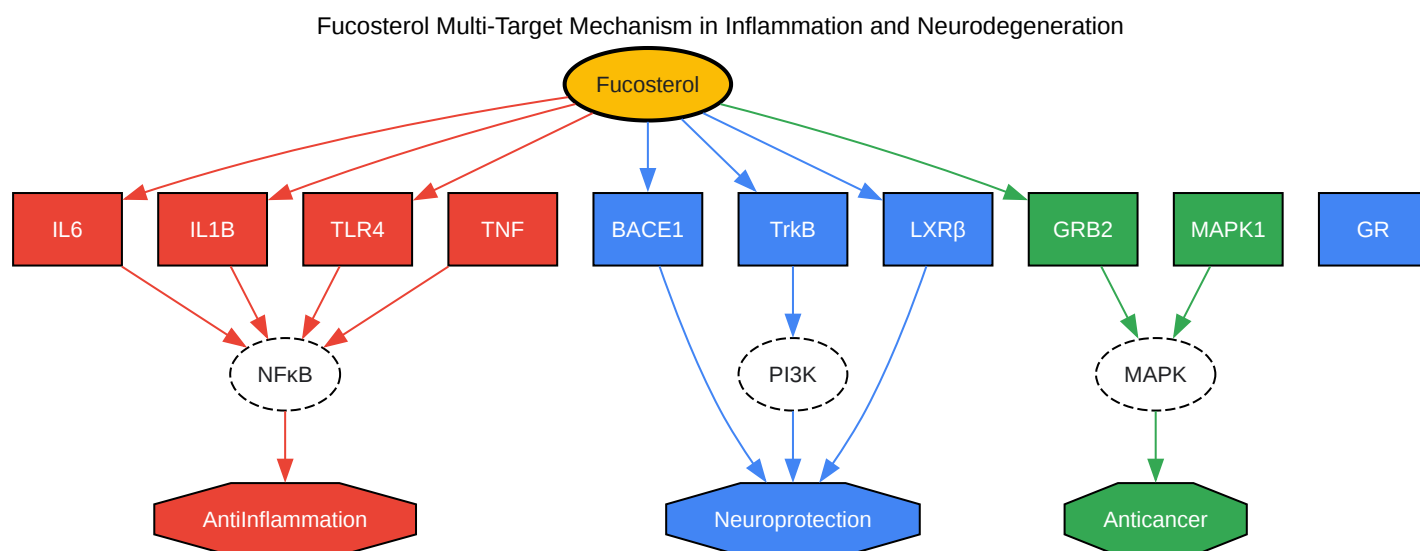 Fucosterol Multi-Target Mechanism in Inflammation and Neurodegeneration
Fucosterol
IL6
IL1B
TLR4
TNF
BACE1
TrkB
LXRβ
GRB2
MAPK1
GR
NFκB
PI3K
MAPK
AntiInflammation
Neuroprotection
Anticancer